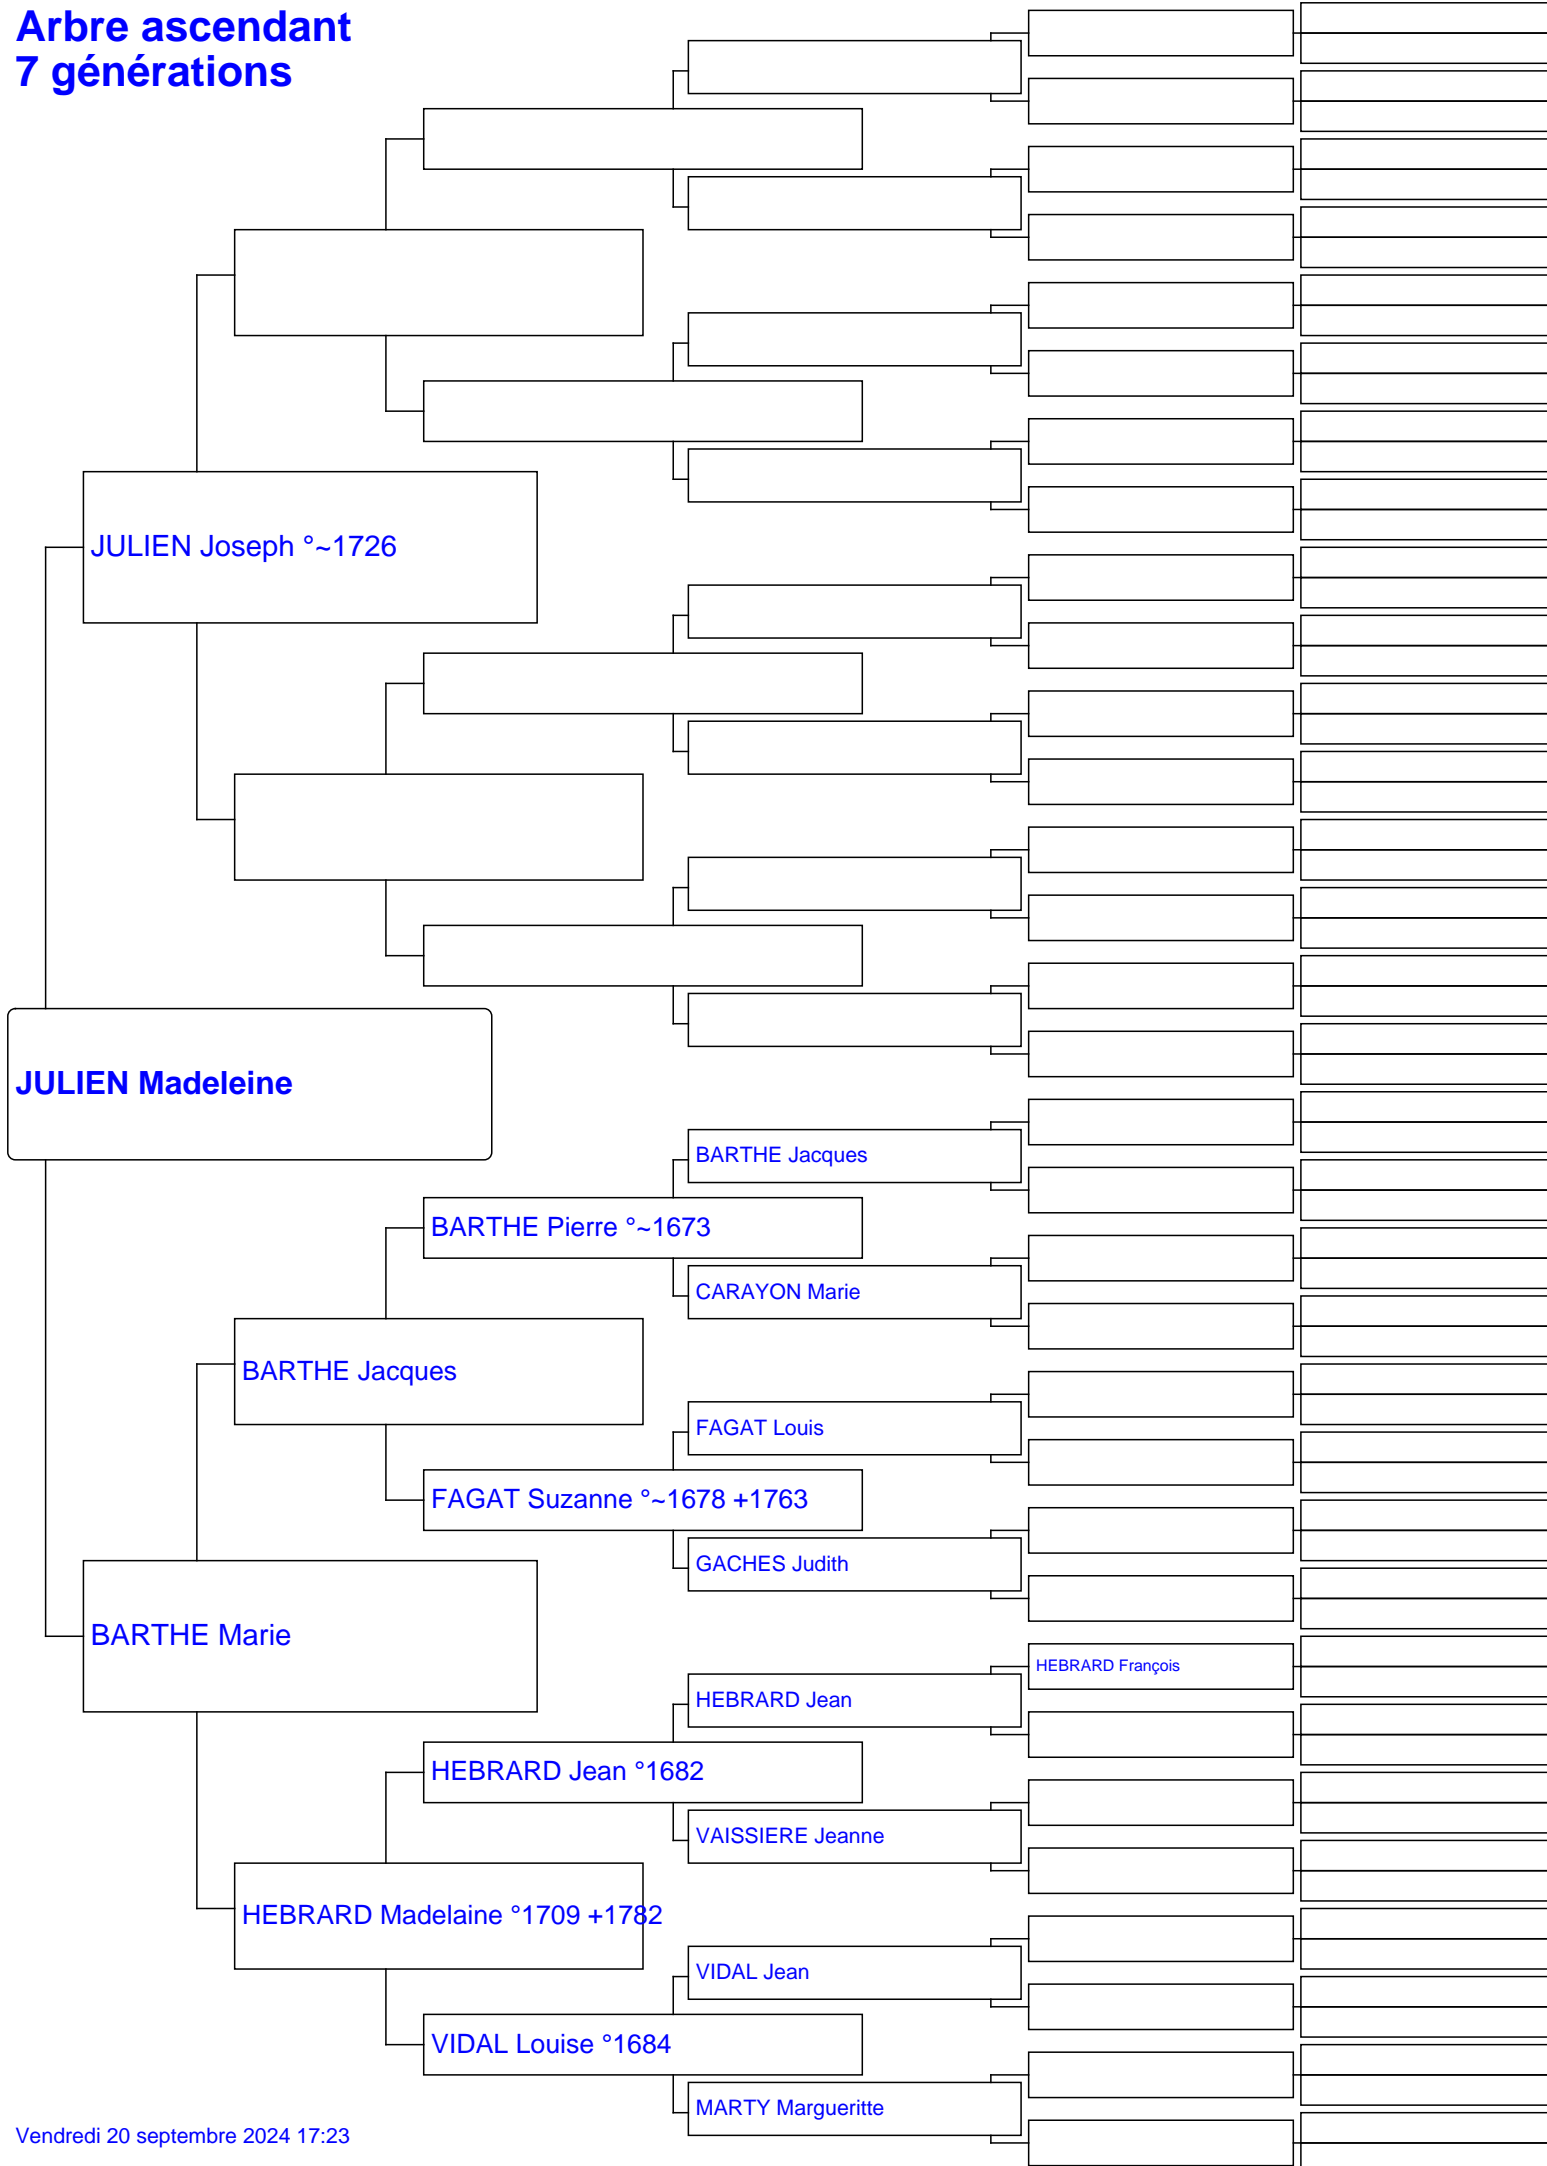 Arbre ascendant
7 générations
JULIEN Joseph °~1726
JULIEN Madeleine
BARTHE Jacques
BARTHE Pierre °~1673
CARAYON Marie
BARTHE Jacques
FAGAT Louis
FAGAT Suzanne °~1678 +1763
GACHES Judith
BARTHE Marie
HEBRARD François
HEBRARD Jean
HEBRARD Jean °1682
VAISSIERE Jeanne
HEBRARD Madelaine °1709 +1782
VIDAL Jean
VIDAL Louise °1684
MARTY Margueritte
Vendredi 20 septembre 2024 17:23